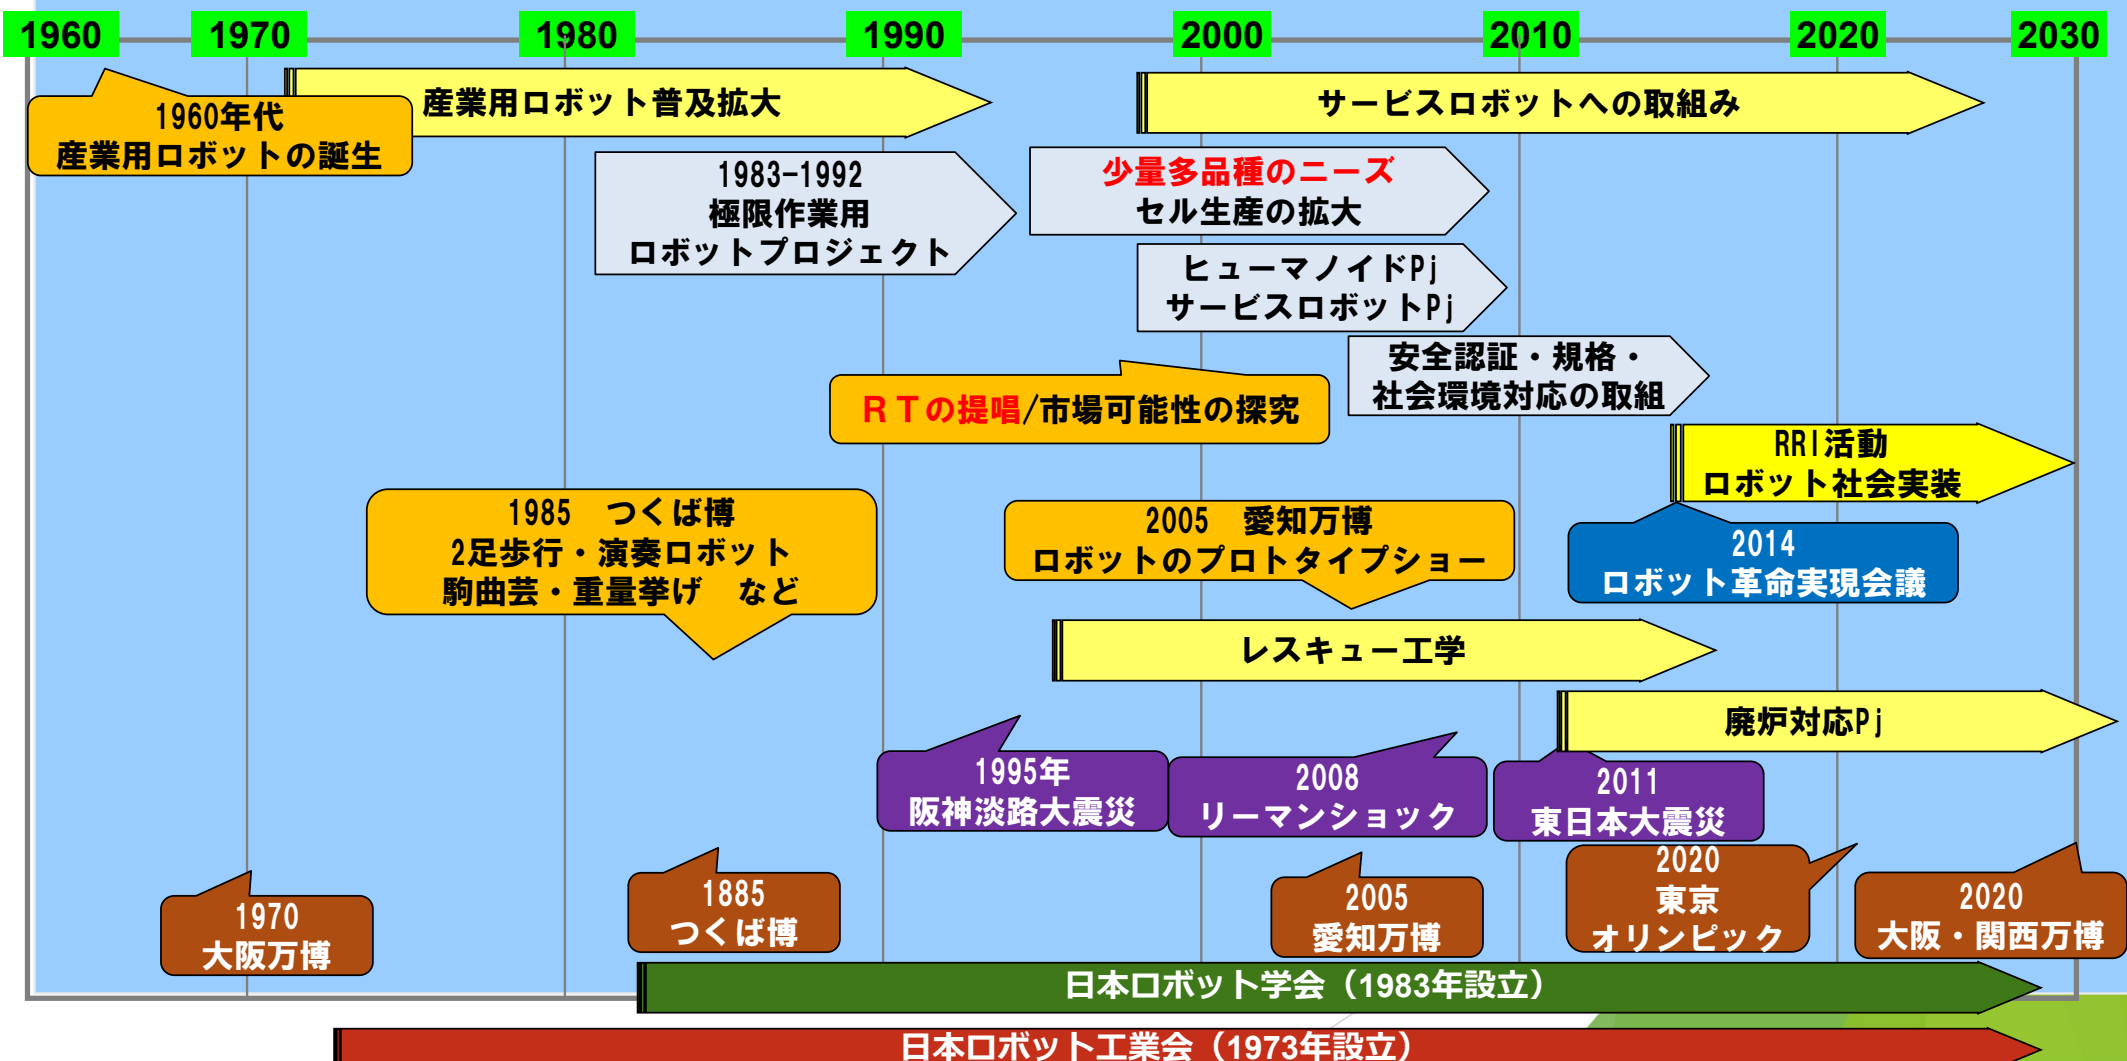 1960 1970 1980 1990 2000 2010 2020 2030
1960年代
産業用ロボットの誕生
産業用ロボット普及拡大
サービスロボットへの取組み
1983-1992
極限作業用
ロボットプロジェクト
少量多品種のニーズ
セル生産の拡大
ヒューマノイドPj
サービスロボットPj
安全認証・規格・
社会環境対応の取組
ＲＴの提唱/市場可能性の探究
RRI活動
ロボット社会実装
1985　つくば博
2足歩行・演奏ロボット
駒曲芸・重量挙げ　など
2005　愛知万博
ロボットのプロトタイプショー
2014
ロボット革命実現会議
レスキュー工学
廃炉対応Pj
1995年
阪神淡路大震災
2008
リーマンショック
2011
東日本大震災
1970
大阪万博
1885
つくば博
2005
愛知万博
2020
東京
オリンピック
2020
大阪・関西万博
日本ロボット学会（1983年設立）
日本ロボット工業会（1973年設立）